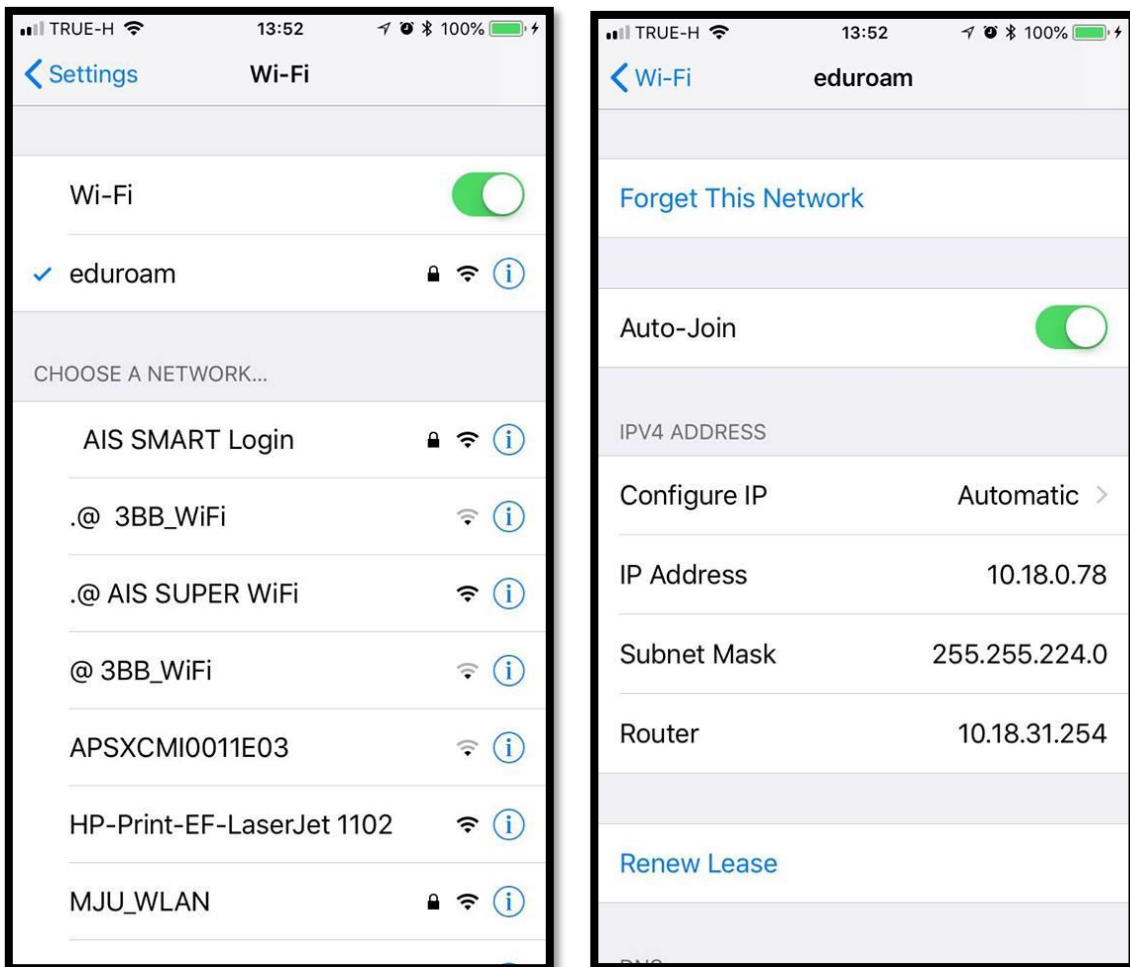 TRUE-H 13:52 100%
Settings Wi-Fi
Wi-Fi
eduroam
CHOOSE A NETWORK...
AIS SMART Login
.@ 3BB_WiFi
.@ AIS SUPER WiFi
@ 3BB_WiFi
APSXCMI0011E03
HP-Print-EF-LaserJet 1102
MJU_WLAN
TRUE-H 13:52 100%
Wi-Fi eduroam
Forget This Network
Auto-Join
IPV4 ADDRESS
Configure IP Automatic
IP Address 10.18.0.78
Subnet Mask 255.255.224.0
Router 10.18.31.254
Renew Lease